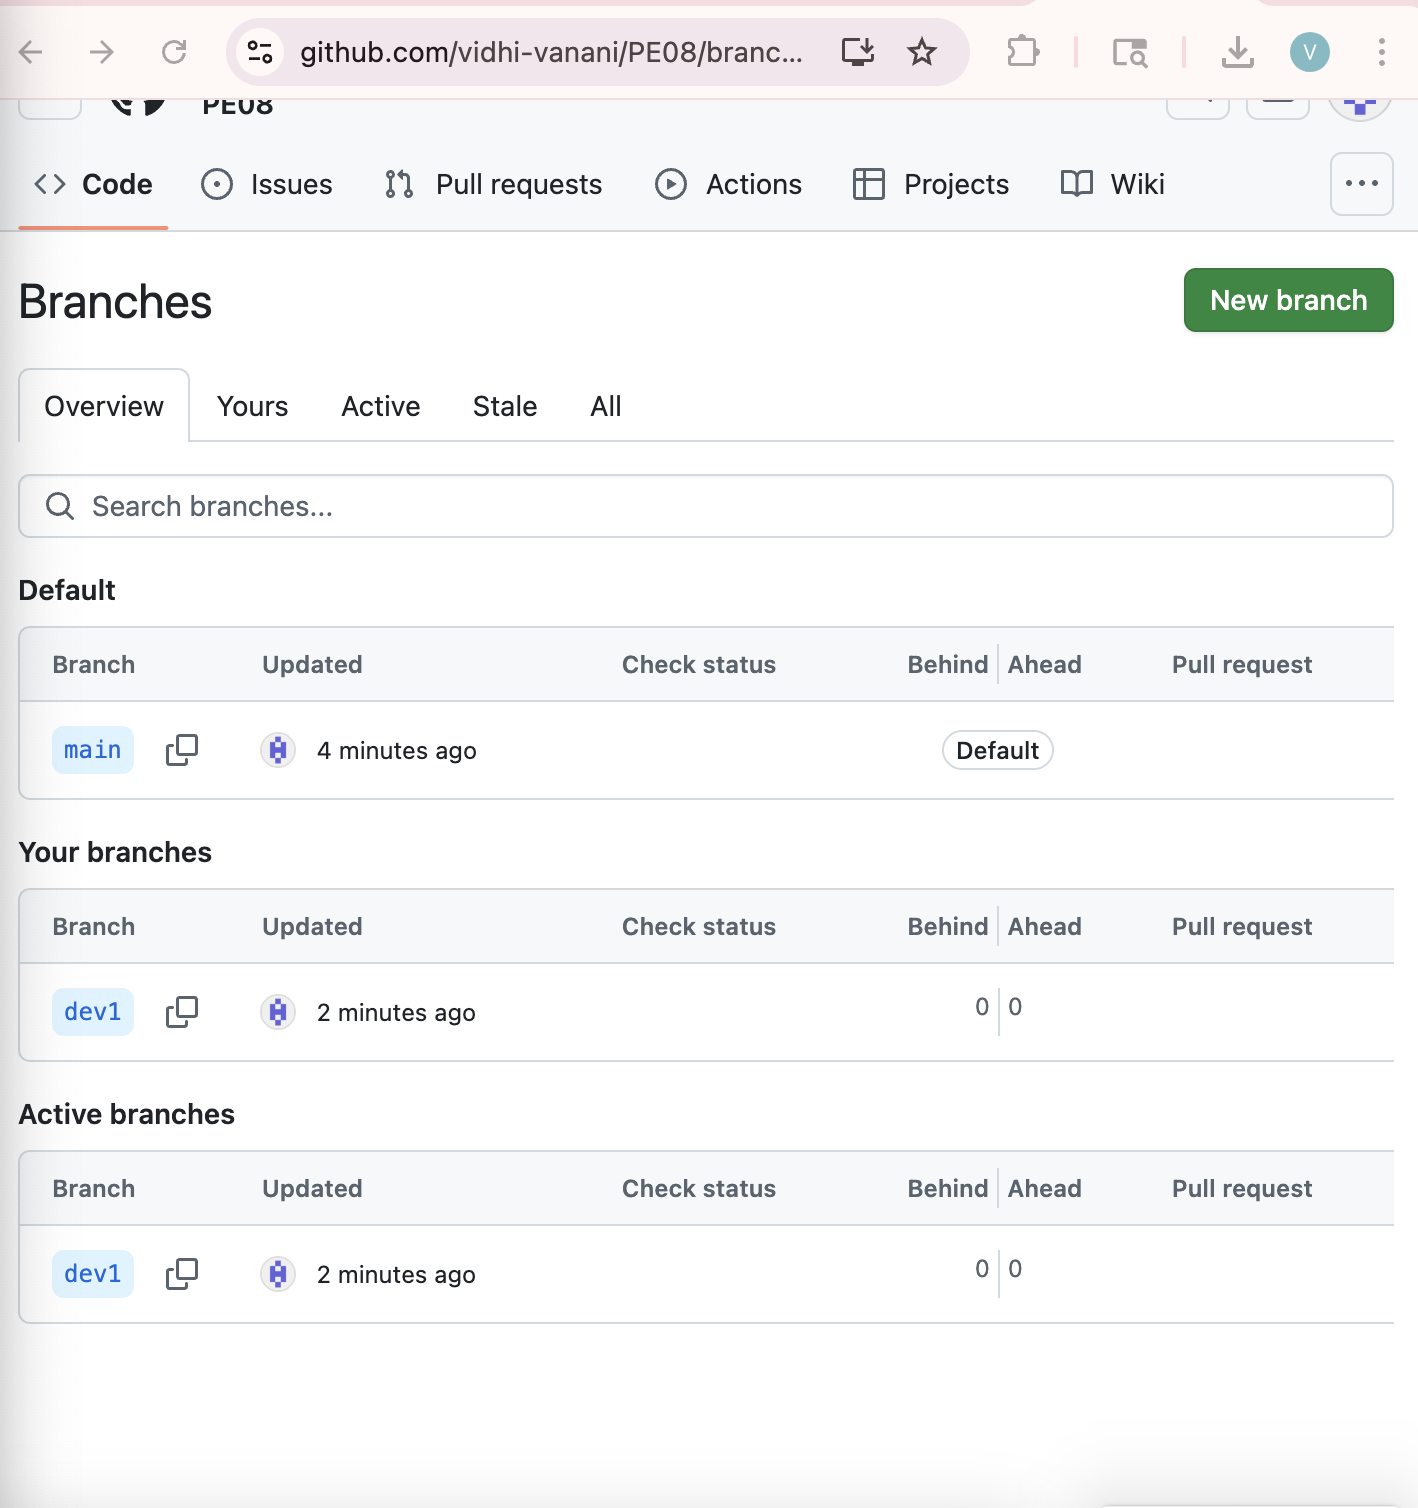 github.com/vidhi-vanani/PE08/branc...
V
PE08
Code Issues Pull requests Actions Projects Wiki
Branches
New branch
Overview Yours Active Stale All
Search branches...
Default
Branch Updated Check status Behind Ahead Pull request
main 4 minutes ago Default
Your branches
Branch Updated Check status Behind Ahead Pull request
dev1 2 minutes ago 0 0
Active branches
Branch Updated Check status Behind Ahead Pull request
dev1 2 minutes ago 0 0